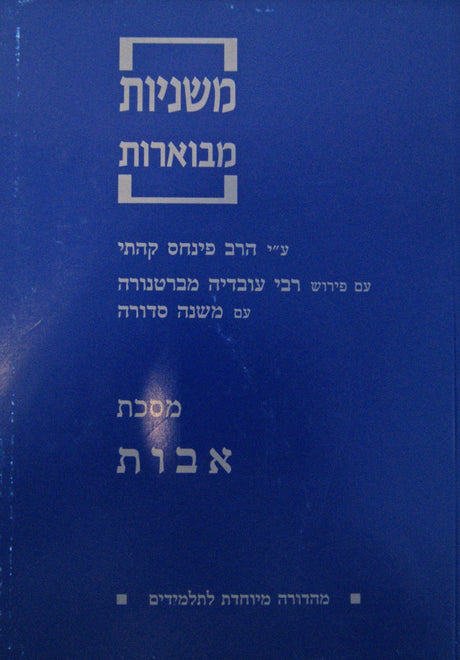 משניות
מבוארות
ע״י הרב פינחס קהתי
עם פירוש רבי עובדיה מברטנורה
עם משנה סדורה
מסכת
אבות
מהדורה מיוחדת לתלמידים